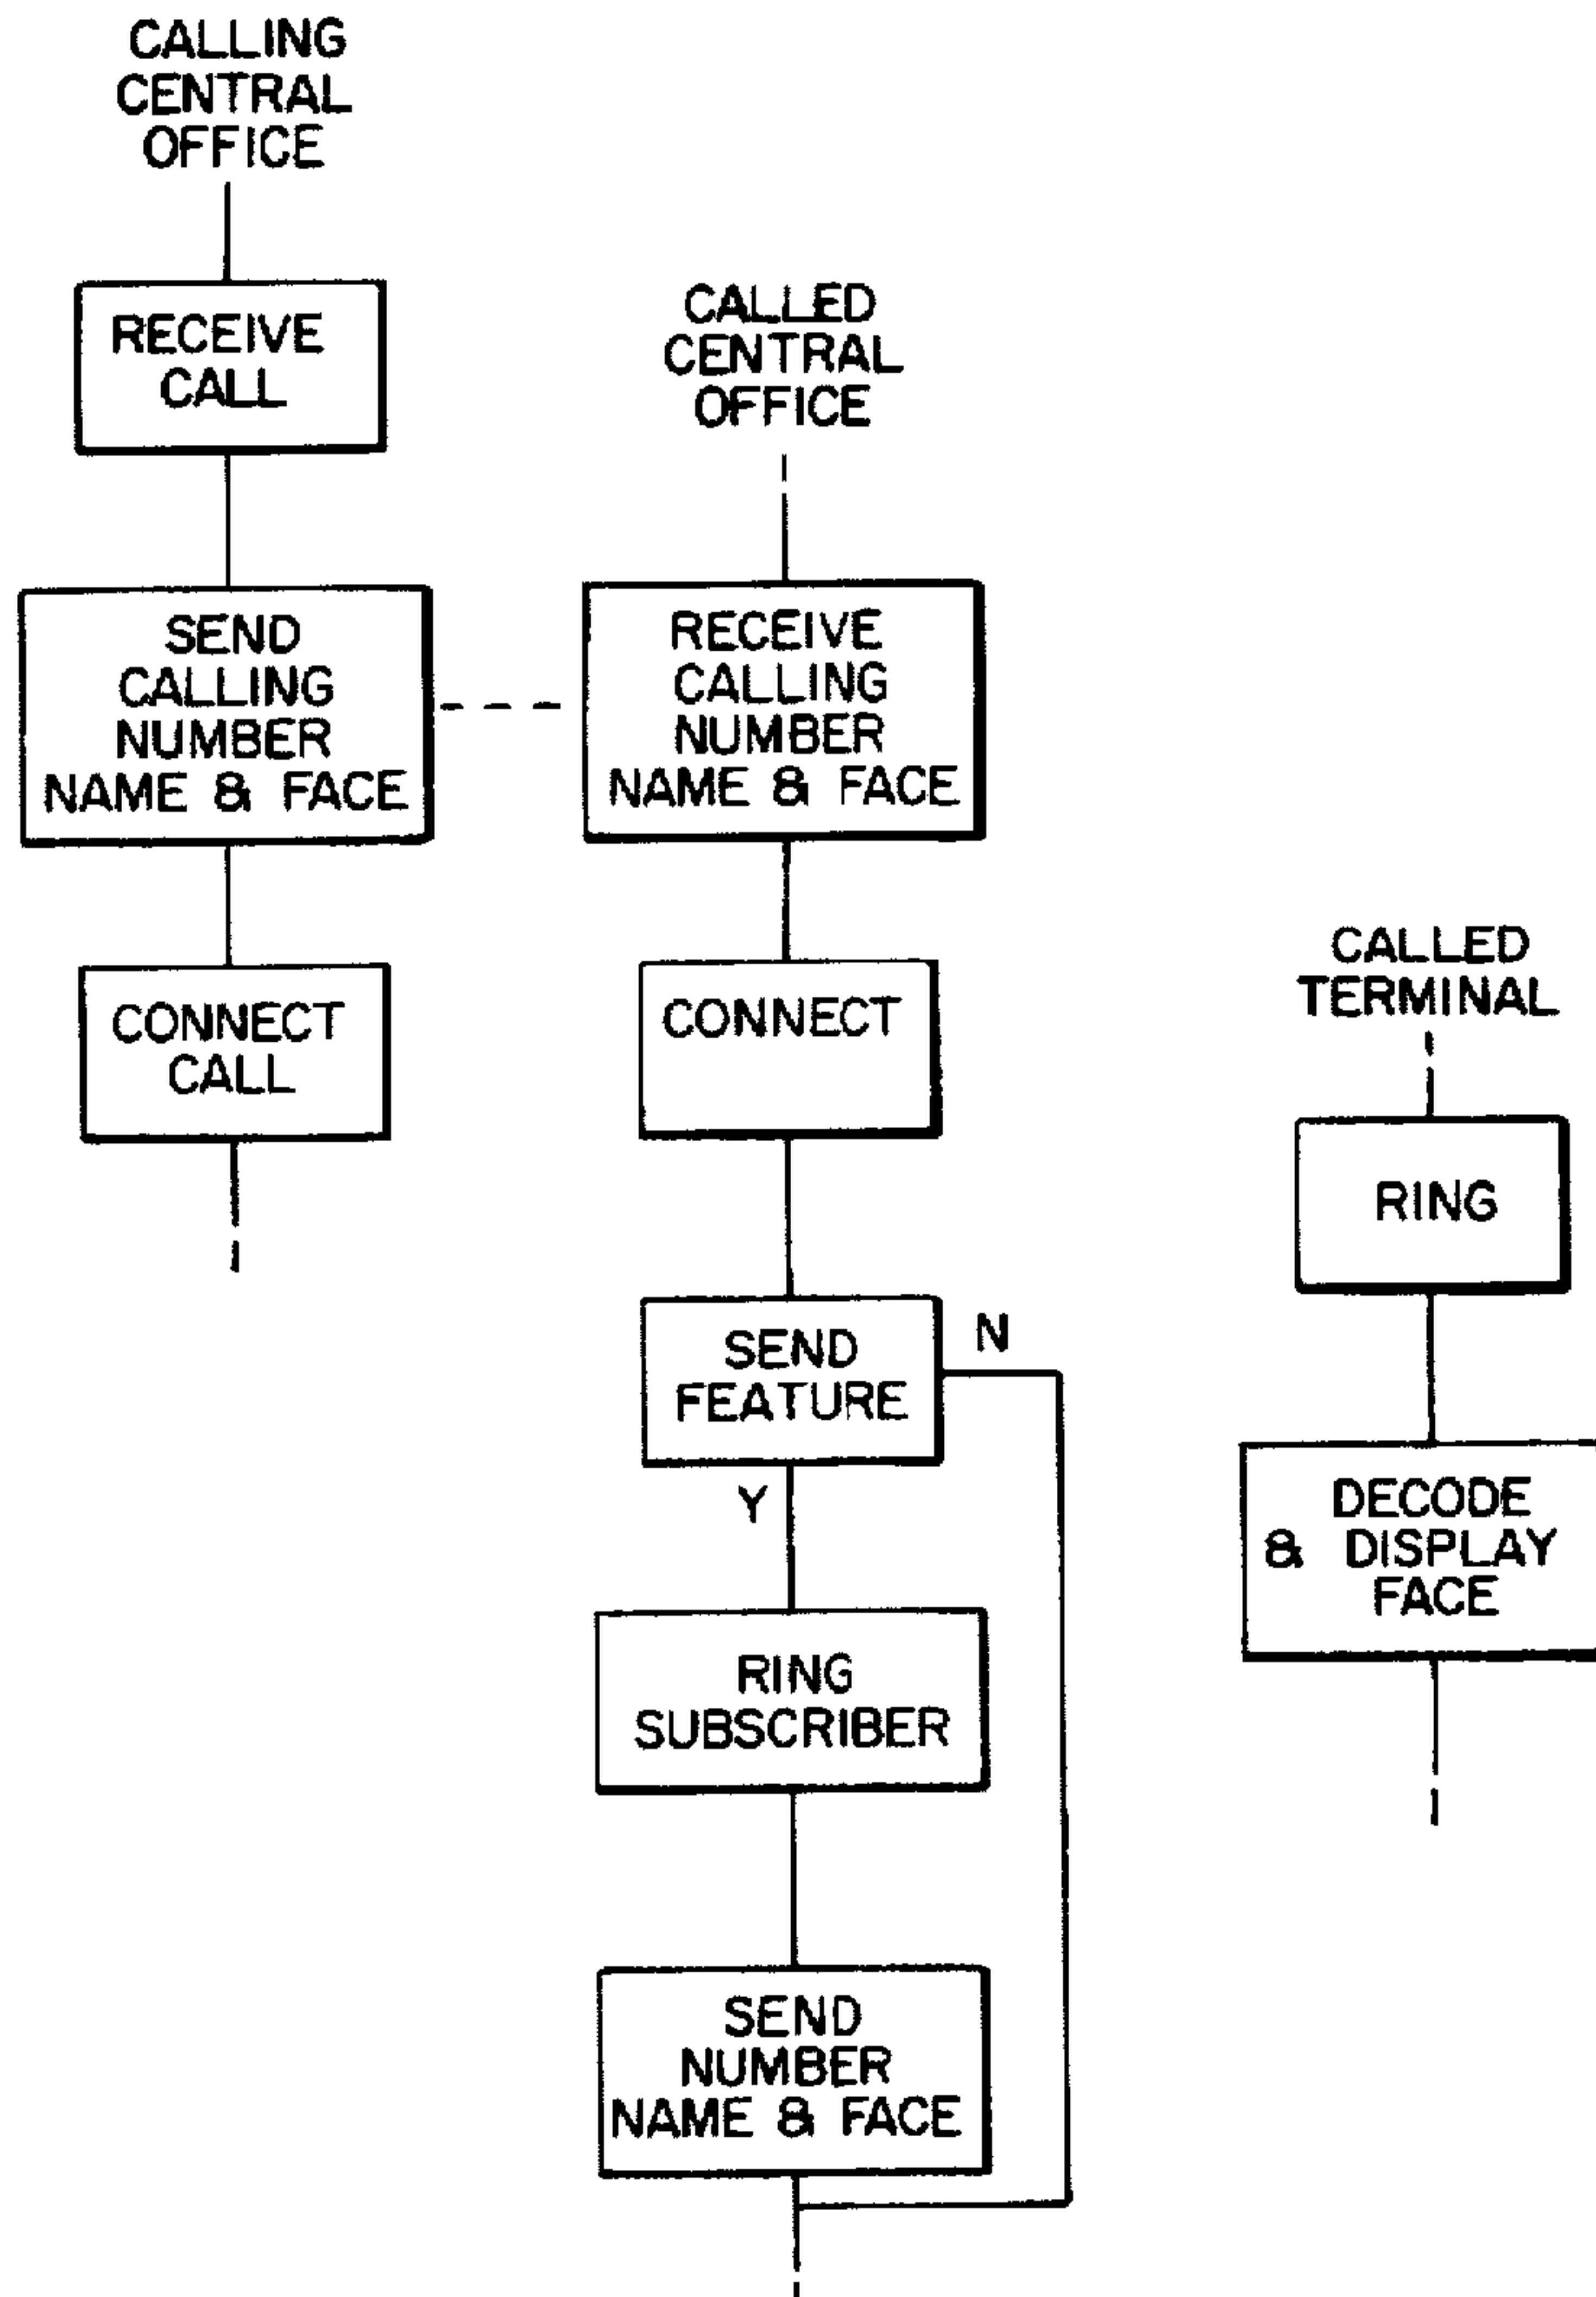 CALLING
CENTRAL
OFFICE
RECEIVE
CALL
SEND
CALLING
NUMBER
NAME & FACE
CONNECT
CALL
CALLED
CENTRAL
OFFICE
RECEIVE
CALLING
NUMBER
NAME & FACE
CONNECT
SEND
FEATURE
N
Y
RING
SUBSCRIBER
SEND
NUMBER
NAME & FACE
CALLED
TERMINAL
RING
DECODE
& DISPLAY
FACE